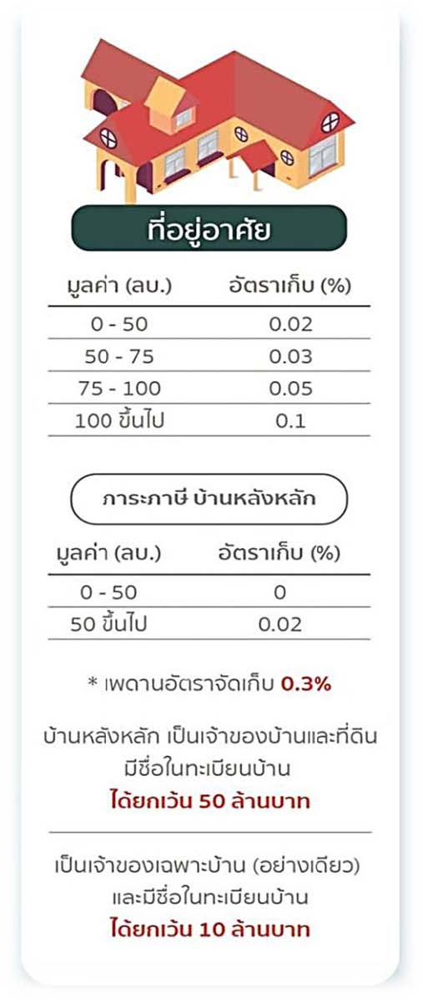 ที่อยู่อาศัย
มูลค่า (ลบ.) อัตราเก็บ (%)
0 - 50 0.02
50 - 75 0.03
75 - 100 0.05
100 ขึ้นไป 0.1
ภาระภาษี บ้านหลังหลัก
มูลค่า (ลบ.) อัตราเก็บ (%)
0 - 50 0
50 ขึ้นไป 0.02
* เพดานอัตราจัดเก็บ 0.3%
บ้านหลังหลัก เป็นเจ้าของบ้านและที่ดิน
มีชื่อในทะเบียนบ้าน
ได้ยกเว้น 50 ล้านบาท
เป็นเจ้าของเฉพาะบ้าน (อย่างเดียว)
และมีชื่อในทะเบียนบ้าน
ได้ยกเว้น 10 ล้านบาท